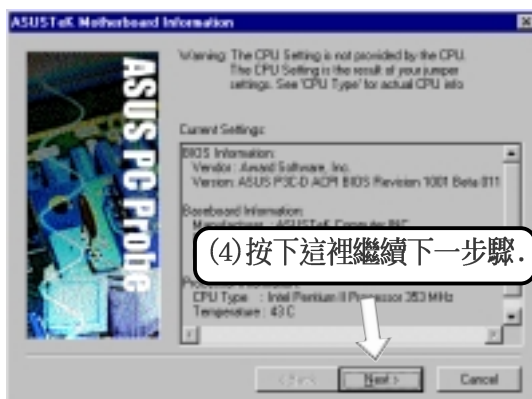 ASUSTeK Motherboard Information
ASUS PC Probe
Warning: The CPU Setting is not provided by the CPU.
The CPU Setting is the result of your jumper
settings. See 'CPU Type' for actual CPU info
Current Settings:
BIOS Information:
Vendor : Award Software, Inc.
Version: ASUS P3C-D ACPI BIOS Revision 1001 Beta 011
Baseboard Information:
Manufacturer : ASUSTeK Computer INC.
(4)按下這裡繼續下一步驟.
CPU Type : Intel Pentium II Processor 353 MHz
Temperature : 43 C
< Back
Next >
Cancel